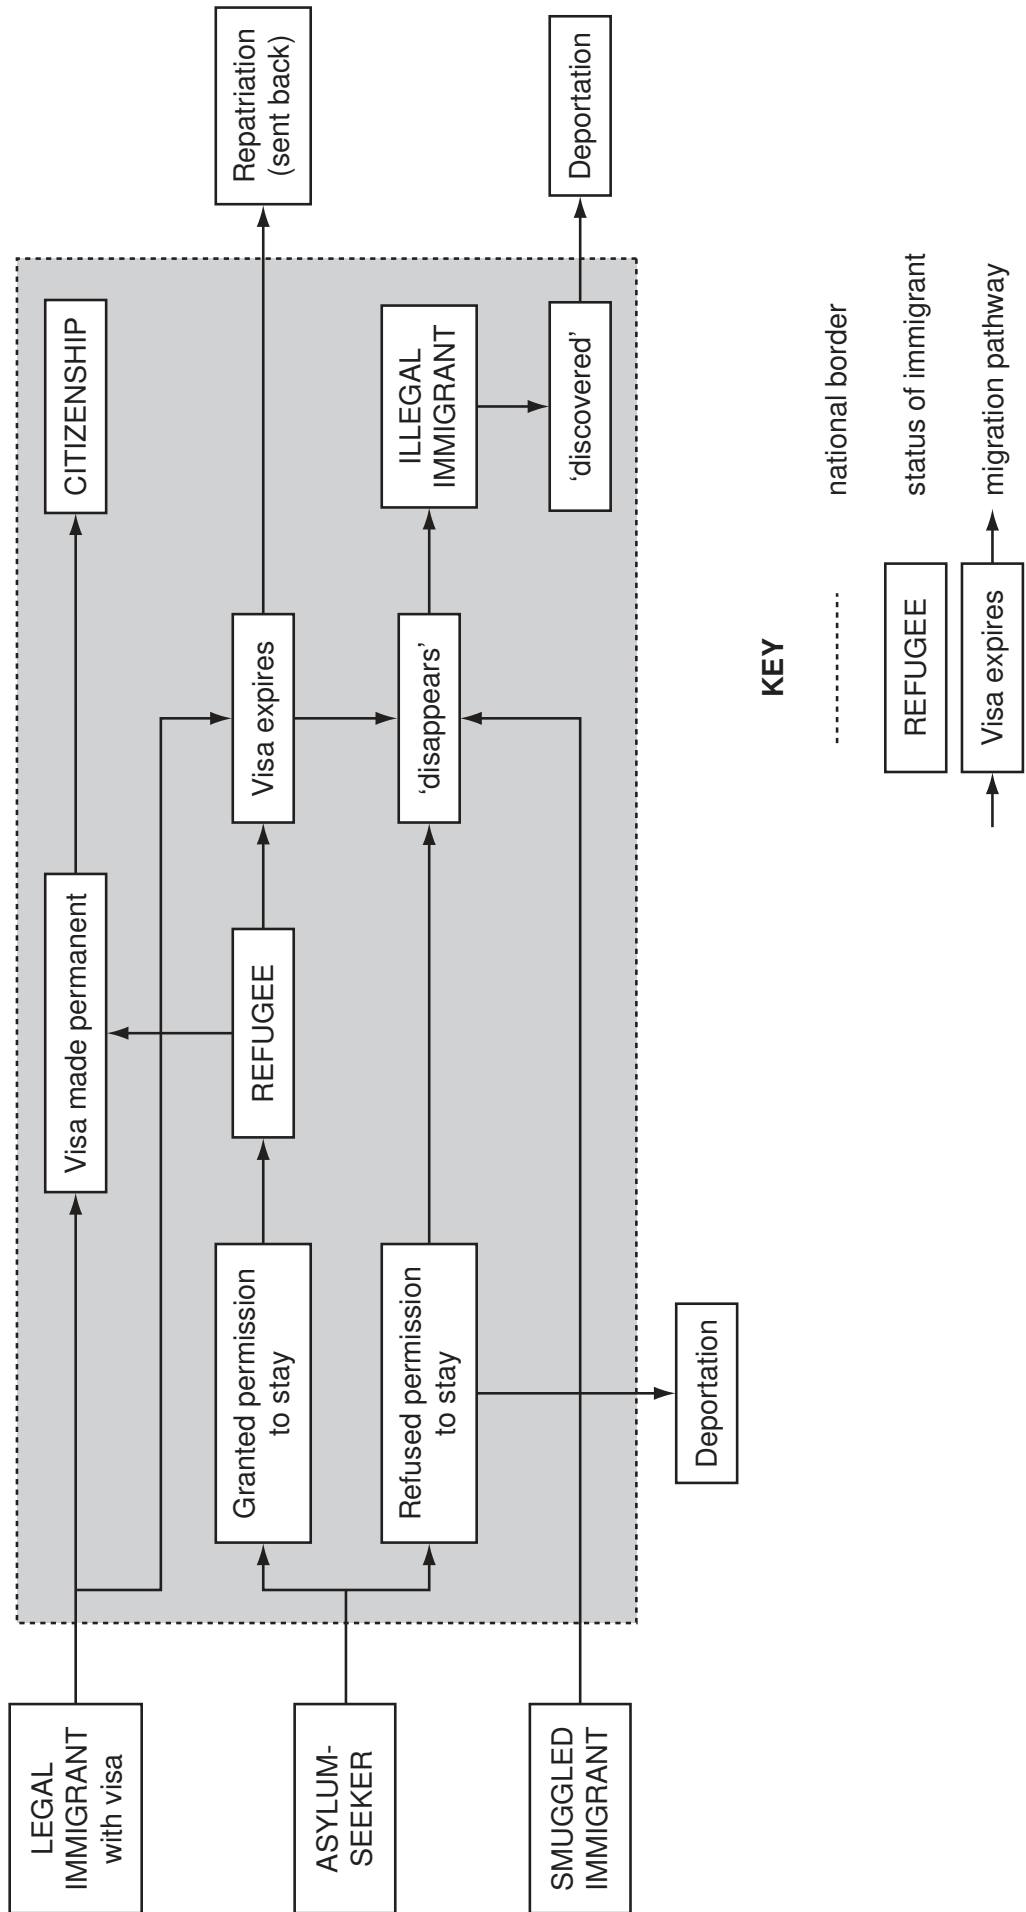 LEGAL
IMMIGRANT
with visa
Visa made permanent
CITIZENSHIP
ASYLUM-
SEEKER
Granted permission
to stay
REFUGEE
Visa expires
Repatriation
(sent back)
Refused permission
to stay
‘disappears’
ILLEGAL
IMMIGRANT
SMUGGLED
IMMIGRANT
‘discovered’
Deportation
Deportation
KEY
national border
REFUGEE
status of immigrant
Visa expires
migration pathway